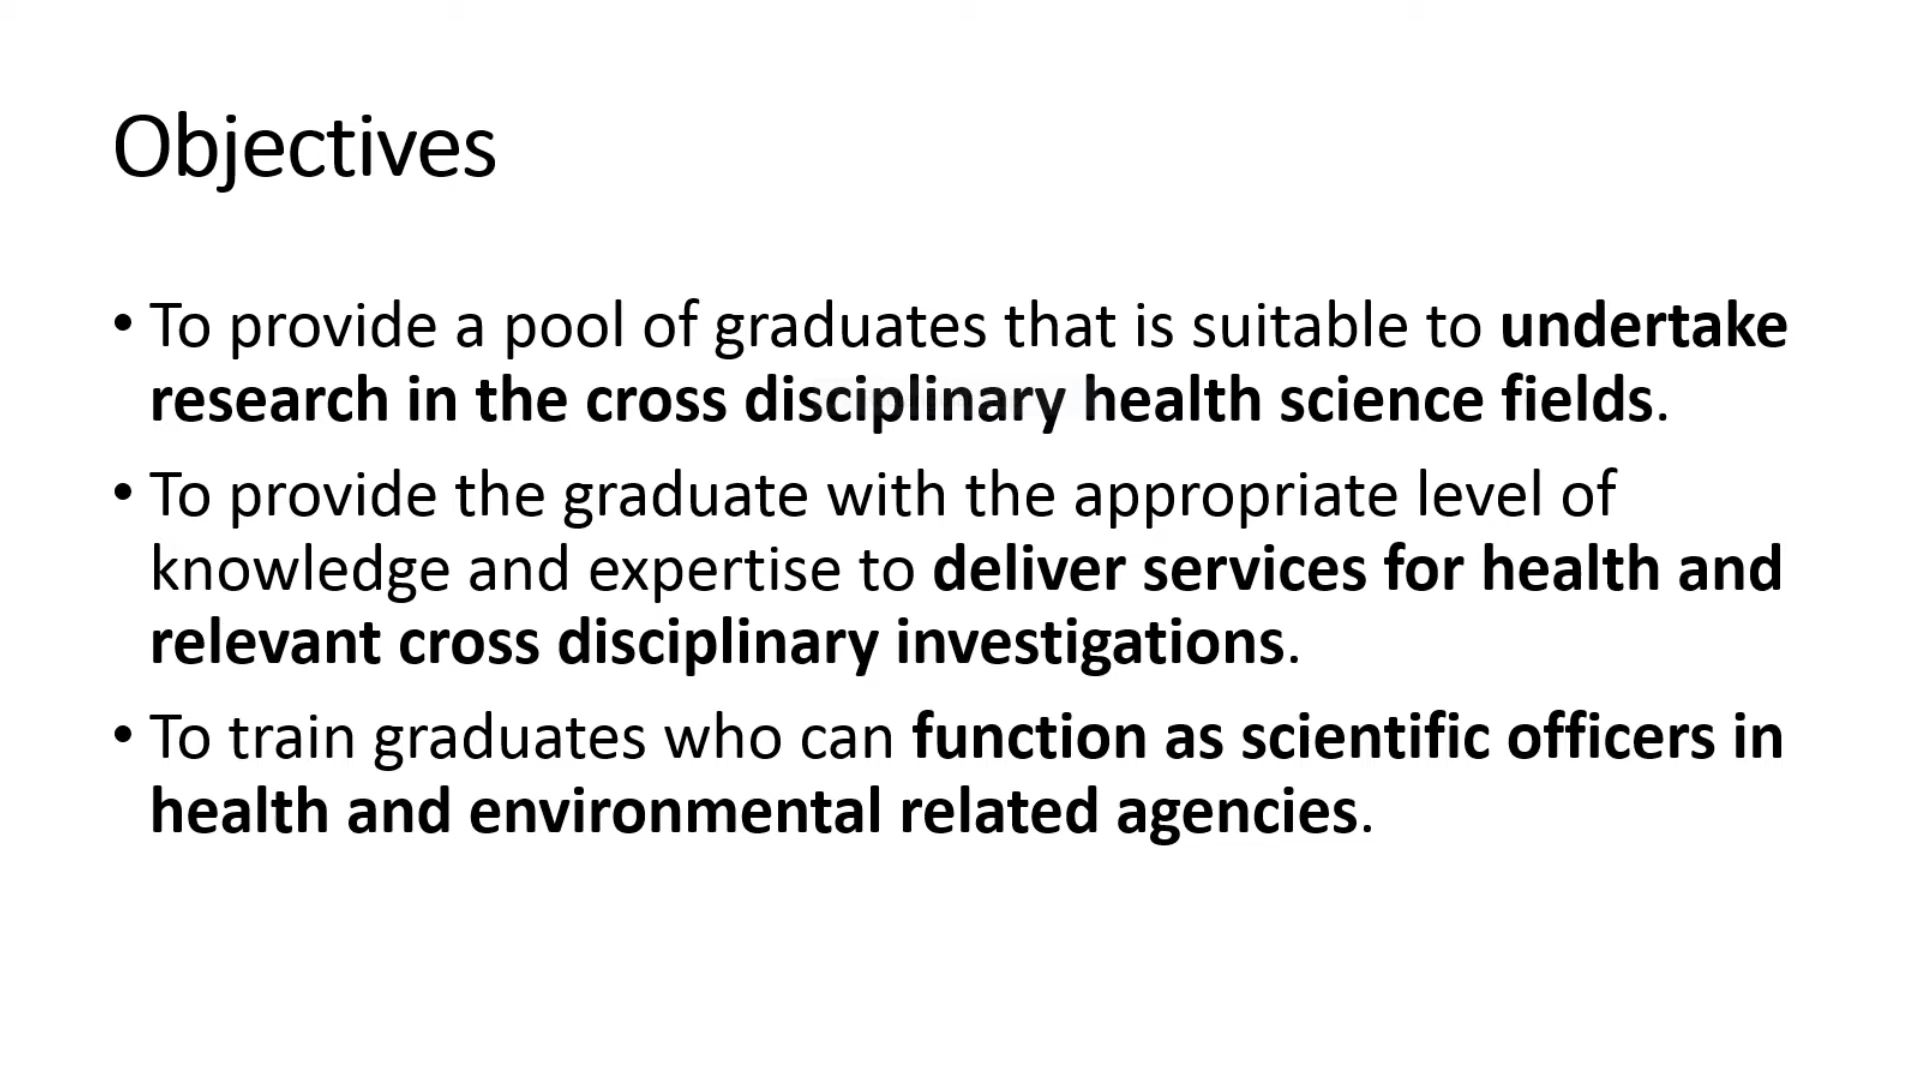 Objectives
• To provide a pool of graduates that is suitable to undertake
research in the cross disciplinary health science fields.
• To provide the graduate with the appropriate level of
knowledge and expertise to deliver services for health and
relevant cross disciplinary investigations.
• To train graduates who can function as scientific officers in
health and environmental related agencies.